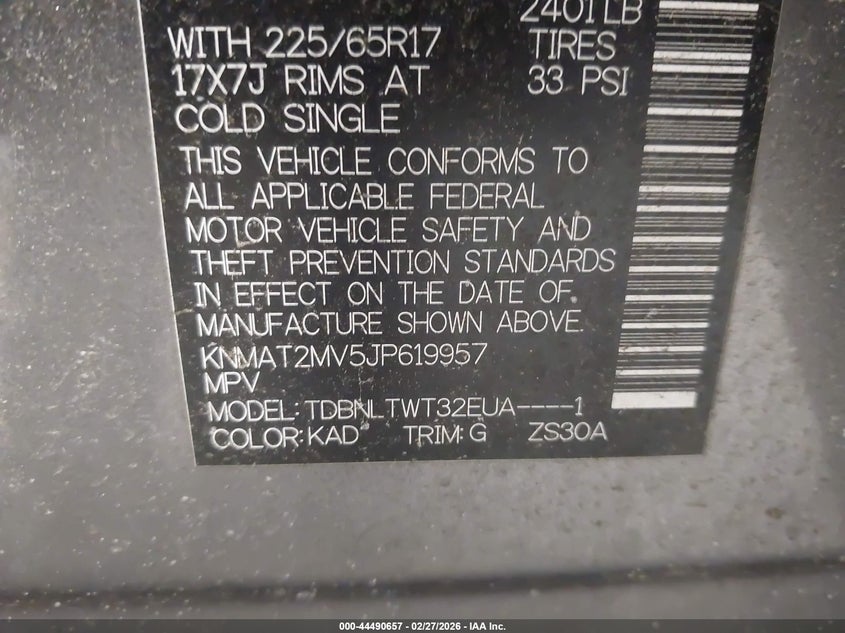 2401LB
WITH 225/65R17 TIRES
17X7J RIMS AT 33 PSI
COLD SINGLE
THIS VEHICLE CONFORMS TO
ALL APPLICABLE FEDERAL
MOTOR VEHICLE SAFETY AND
THEFT PREVENTION STANDARDS
IN EFFECT ON THE DATE OF
MANUFACTURE SHOWN ABOVE.
KNMAT2MV5JP619957
MPV
MODEL: TDBNLTWT32EUA----1
COLOR: KAD TRIM: G ZS30A
000-44490657 | 02/27/2026 – IAA Inc.